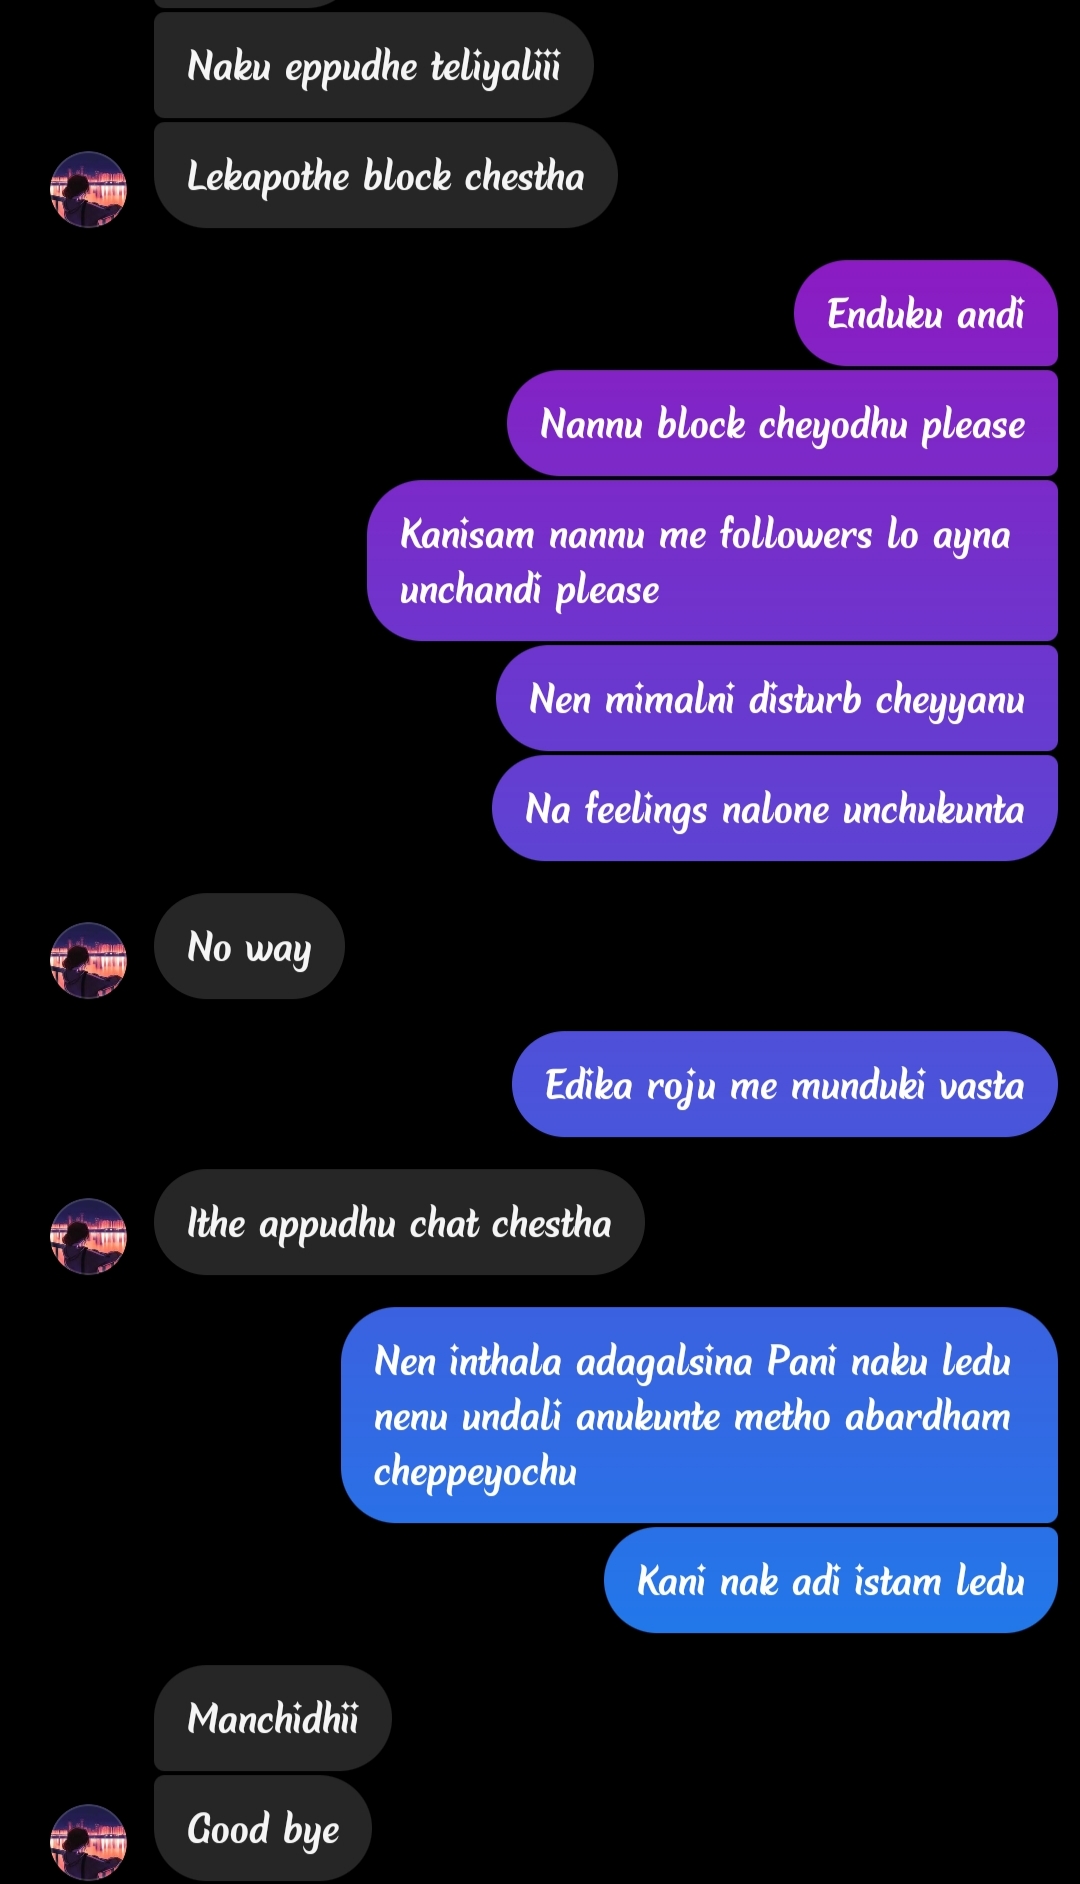 Naku eppudhe teliyaliii
Lekapothe block chestha
Enduku andi
Nannu block cheyodhu please
Kanisam nannu me followers lo ayna
unchandi please
Nen mimalni disturb cheyyanu
Na feelings nalone unchukunta
No way
Edika roju me munduki vasta
Ithe appudhu chat chestha
Nen inthala adagalsina Pani naku ledu
nenu undali anukunte metho abardham
cheppeyochu
Kani nak adi istam ledu
Manchidhii
Good bye